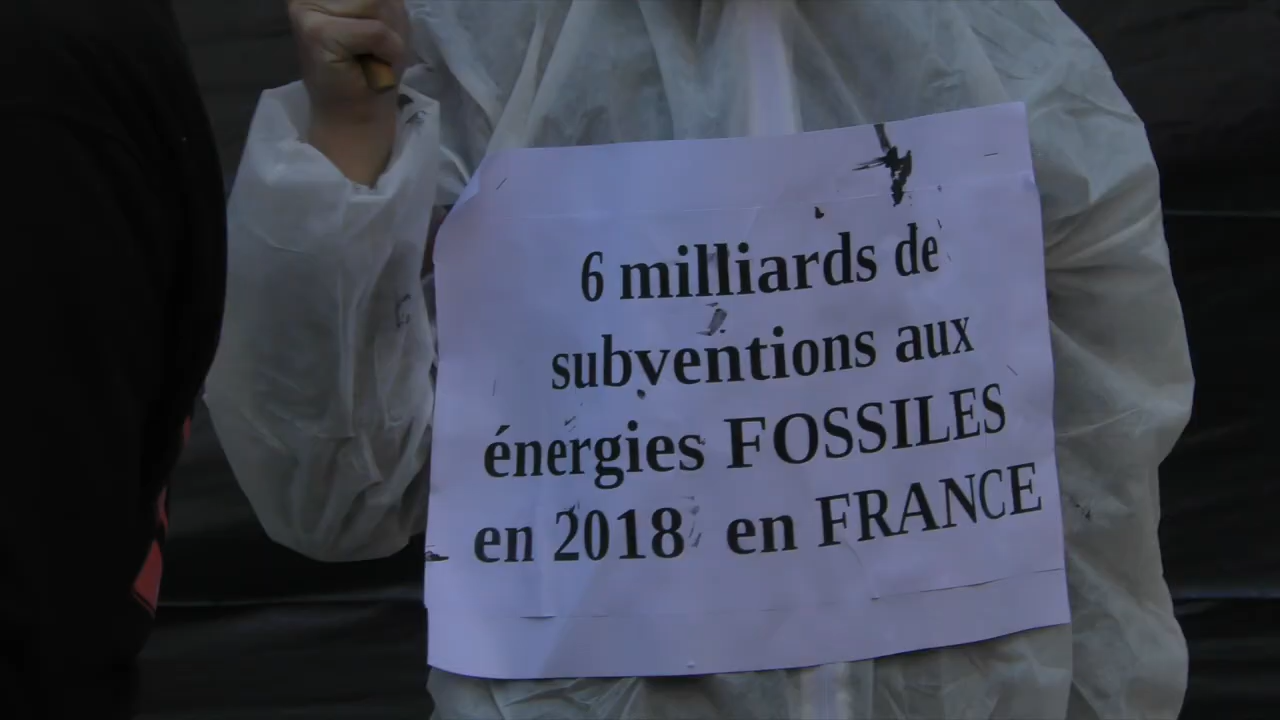 6 milliards de
subventions aux
énergies FOSSILES
en 2018 en FRANCE